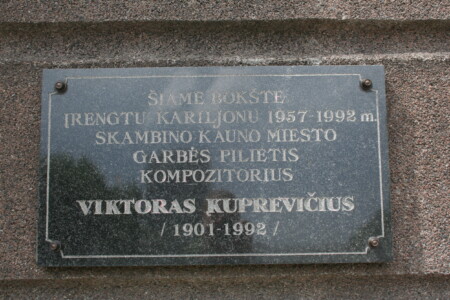 ŠIAME BOKŠTE
ĮRENGTU KARILJONU 1957-1992 m.
SKAMBINO KAUNO MIESTO
GARBĖS PILIETIS
KOMPOZITORIUS
VIKTORAS KUPREVIČIUS
/ 1901-1992 /